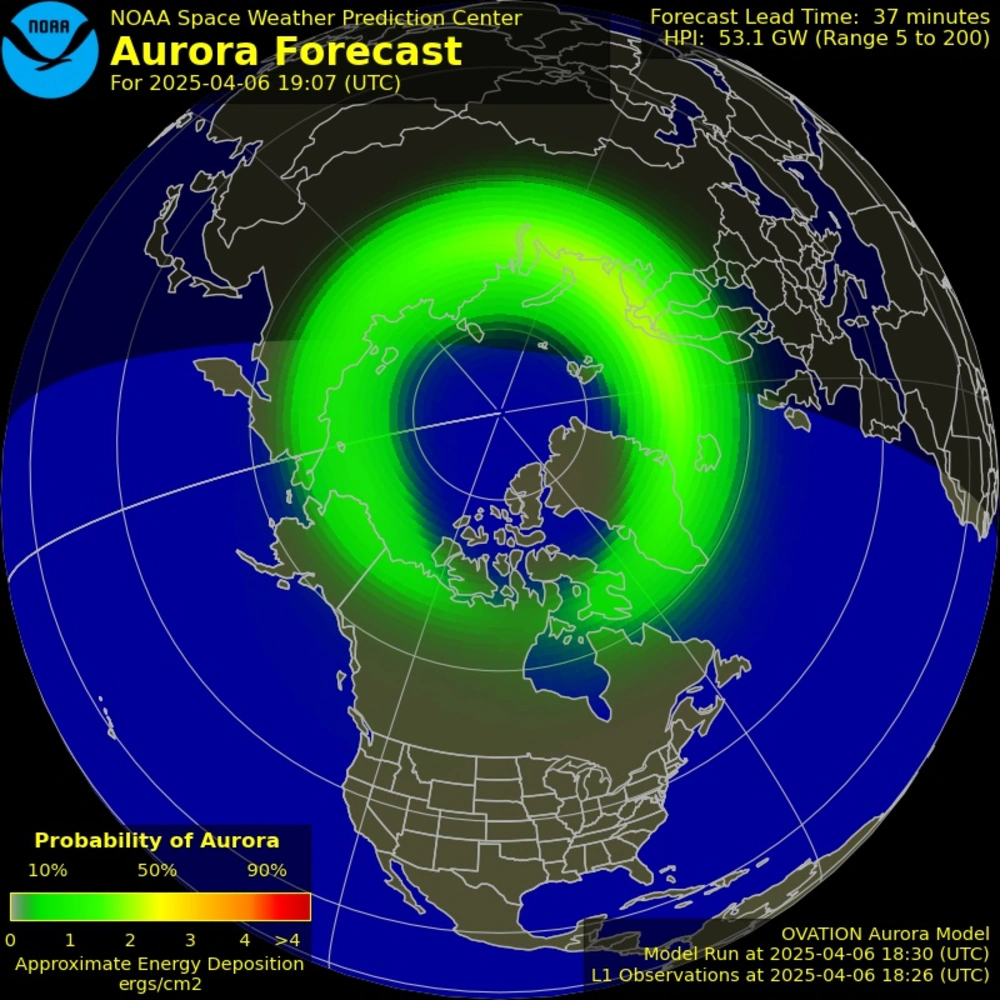 NOAA
NOAA Space Weather Prediction Center
Aurora Forecast
For 2025-04-06 19:07 (UTC)
Forecast Lead Time: 37 minutes
HPI: 53.1 GW (Range 5 to 200)
Probability of Aurora
10% 50% 90%
0 1 2 3 4 >4
Approximate Energy Deposition
ergs/cm2
OVATION Aurora Model
Model Run at 2025-04-06 18:30 (UTC)
L1 Observations at 2025-04-06 18:26 (UTC)